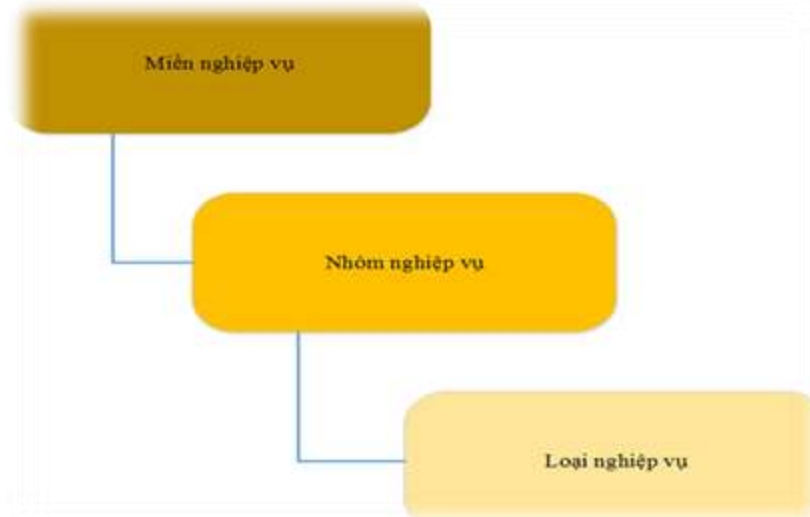 Miền nghiệp vụ
Nhóm nghiệp vụ
Loại nghiệp vụ